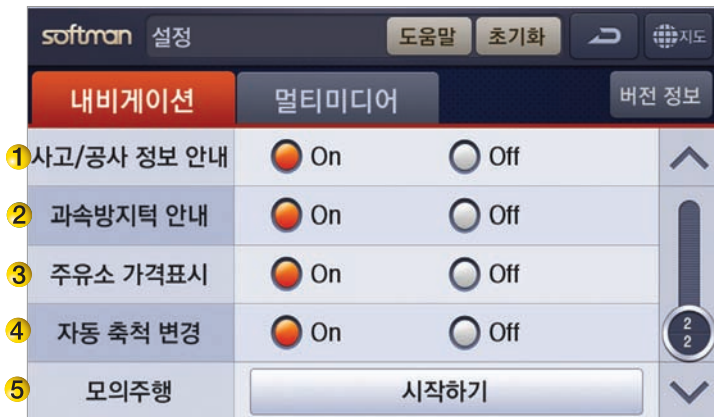 softman 설정 도움말 초기화 지도
내비게이션 멀티미디어 버전 정보
1 사고/공사 정보 안내 On Off
2 과속방지턱 안내 On Off
3 주유소 가격표시 On Off
4 자동 축척 변경 On Off
2
2
5 모의주행 시작하기